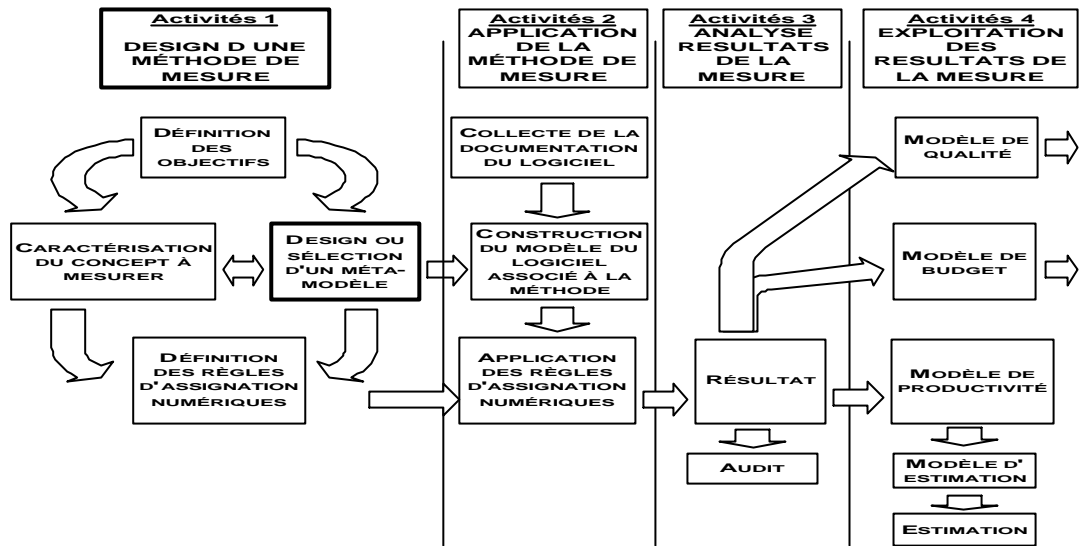 Activités 1
DESIGN D UNE
MÉTHODE DE
MESURE
Activités 2
APPLICATION
DE LA
MÉTHODE DE
MESURE
Activités 3
ANALYSE
RESULTATS
DE LA
MESURE
Activités 4
EXPLOITATION
DES
RESULTATS DE
LA MESURE
DÉFINITION
DES
OBJECTIFS
CARACTÉRISATION
DU CONCEPT À
MESURER
DESIGN OU
SÉLECTION
D'UN MÉTA-
MODÈLE
DÉFINITION
DES RÈGLES
D'ASSIGNATION
NUMÉRIQUES
COLLECTE DE LA
DOCUMENTATION
DU LOGICIEL
CONSTRUCTION
DU MODÈLE DU
LOGICIEL
ASSOCIÉ À LA
MÉTHODE
APPLICATION
DES RÈGLES
D'ASSIGNATION
NUMÉRIQUES
RÉSULTAT
AUDIT
MODÈLE DE
QUALITÉ
MODÈLE DE
BUDGET
MODÈLE DE
PRODUCTIVITÉ
MODÈLE D'
ESTIMATION
ESTIMATION